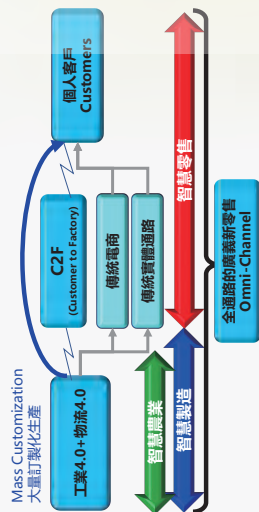 Mass Customization
大量訂製化生產
工業4.0+物流4.0
C2F
(Customer to Factory)
傳統電商
傳統實體通路
個人客戶
Customers
智慧農業
智慧製造
智慧零售
全通路的廣義新零售
Omni-Channel